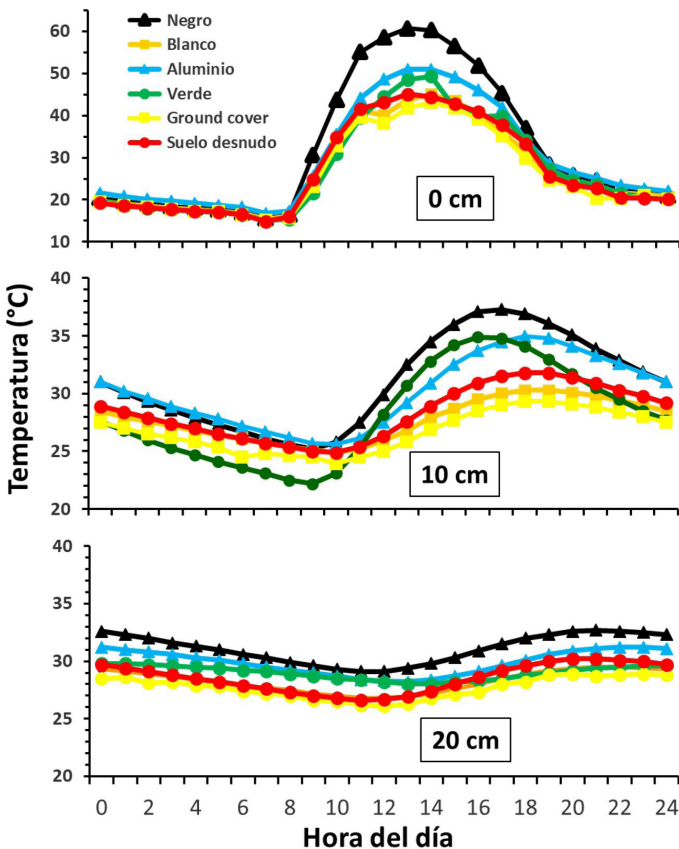 60
50
40
30
20
10
Negro
Blanco
Aluminio
Verde
Ground cover
Suelo desnudo
0 cm
Temperatura (°C)
40
35
30
25
20
10 cm
40
35
30
25
20
20 cm
0 2 4 6 8 10 12 14 16 18 20 22 24
Hora del día